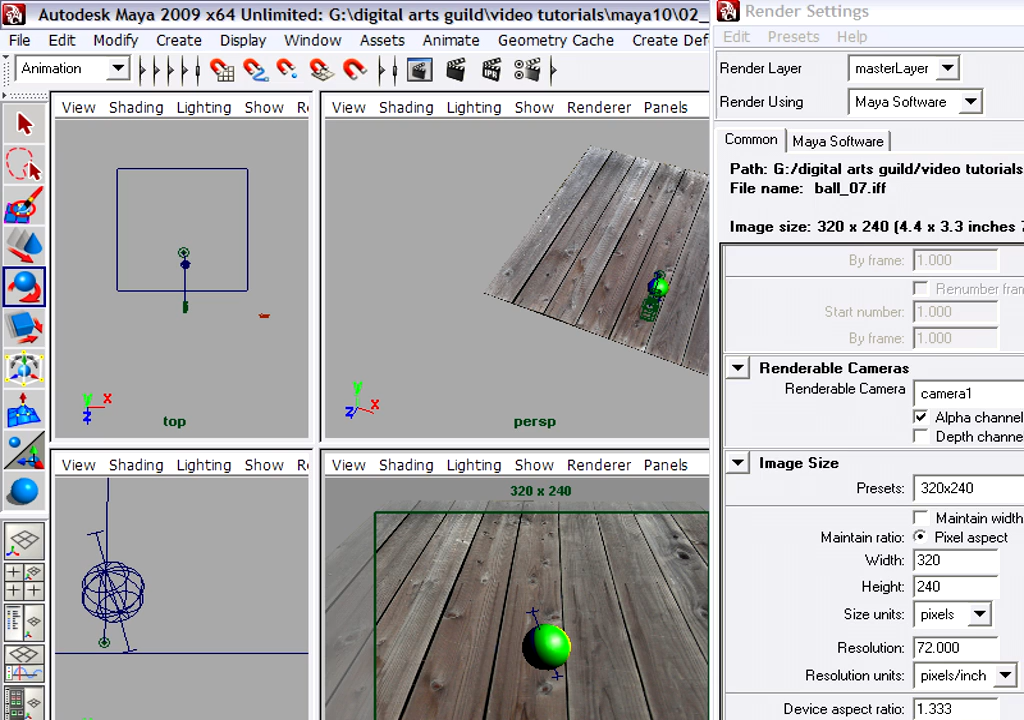 Autodesk Maya 2009 x64 Unlimited: G:\digital arts guild\video tutorials\maya10\02_
File Edit Modify Create Display Window Assets Animate Geometry Cache Create Def
Animation
IPR
View Shading Lighting Show R
View Shading Lighting Show Renderer Panels
y x
z
top
y
z x
persp
View Shading Lighting Show R
View Shading Lighting Show Renderer Panels
320 x 240
Render Settings
Edit Presets Help
Render Layer masterLayer
Render Using Maya Software
Common Maya Software
Path: G:/digital arts guild/video tutorials
File name: ball_07.iff
Image size: 320 x 240 (4.4 x 3.3 inches
By frame: 1.000
Renumber fran
Start number: 1.000
By frame: 1.000
Renderable Cameras
Renderable Camera camera1
Alpha channel
Depth channe
Image Size
Presets: 320x240
Maintain width
Maintain ratio: Pixel aspect
Width: 320
Height: 240
Size units: pixels
Resolution: 72.000
Resolution units: pixels/inch
Device aspect ratio: 1.333